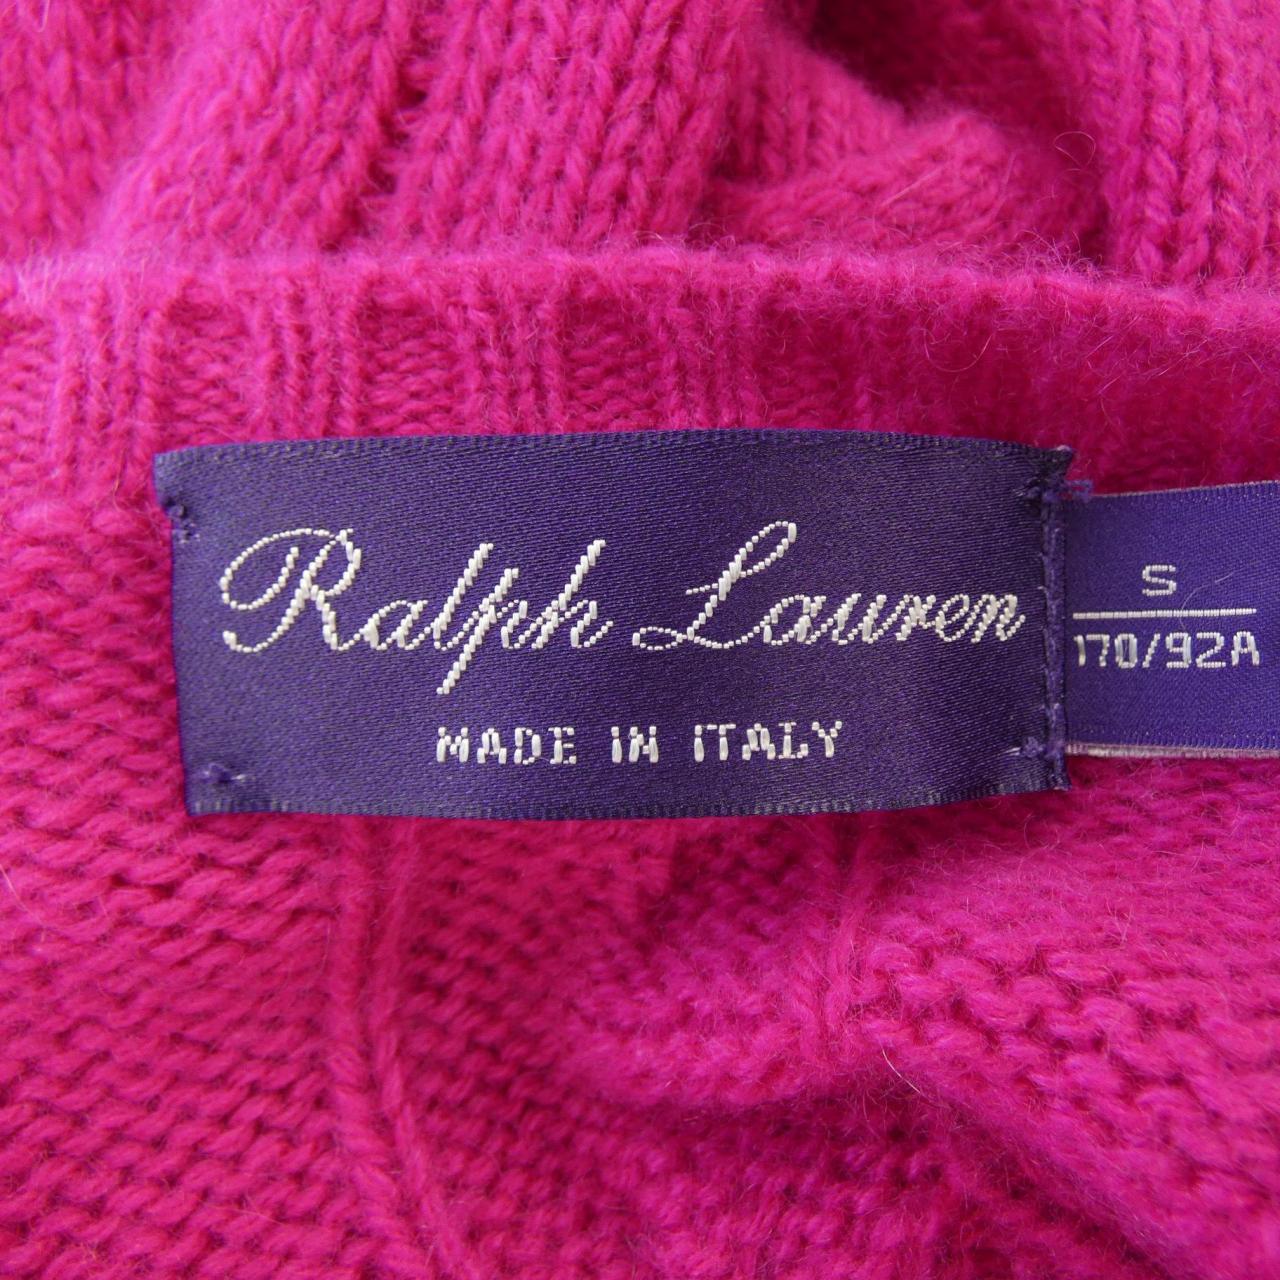 Ralph Lauren
MADE IN ITALY
S
170/92A